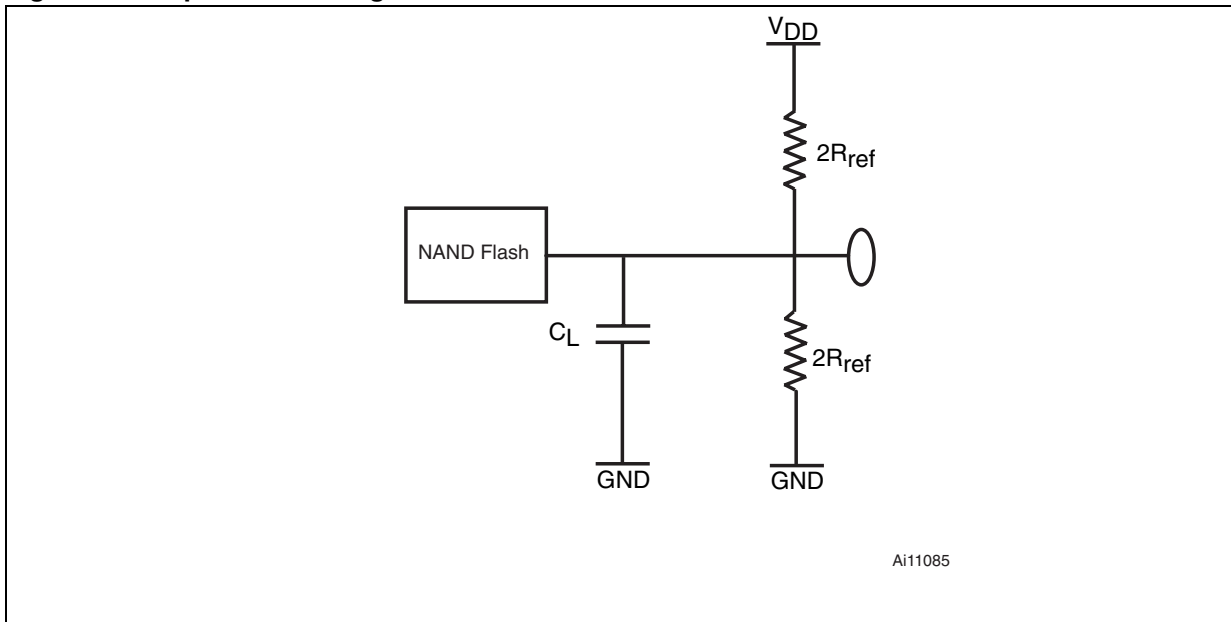 VDD
2Rref
NAND Flash
CL
2Rref
GND
GND
Ai11085